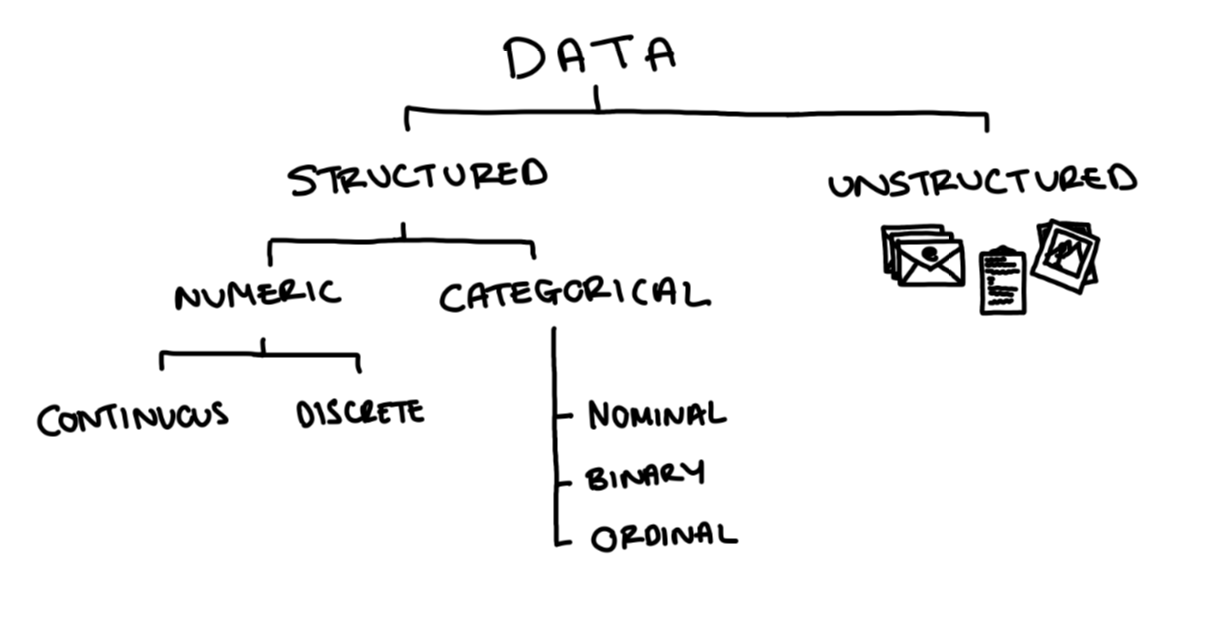 DATA
STRUCTURED
UNSTRUCTURED
NUMERIC
CATEGORICAL
CONTINUOUS
DISCRETE
NOMINAL
BINARY
ORDINAL